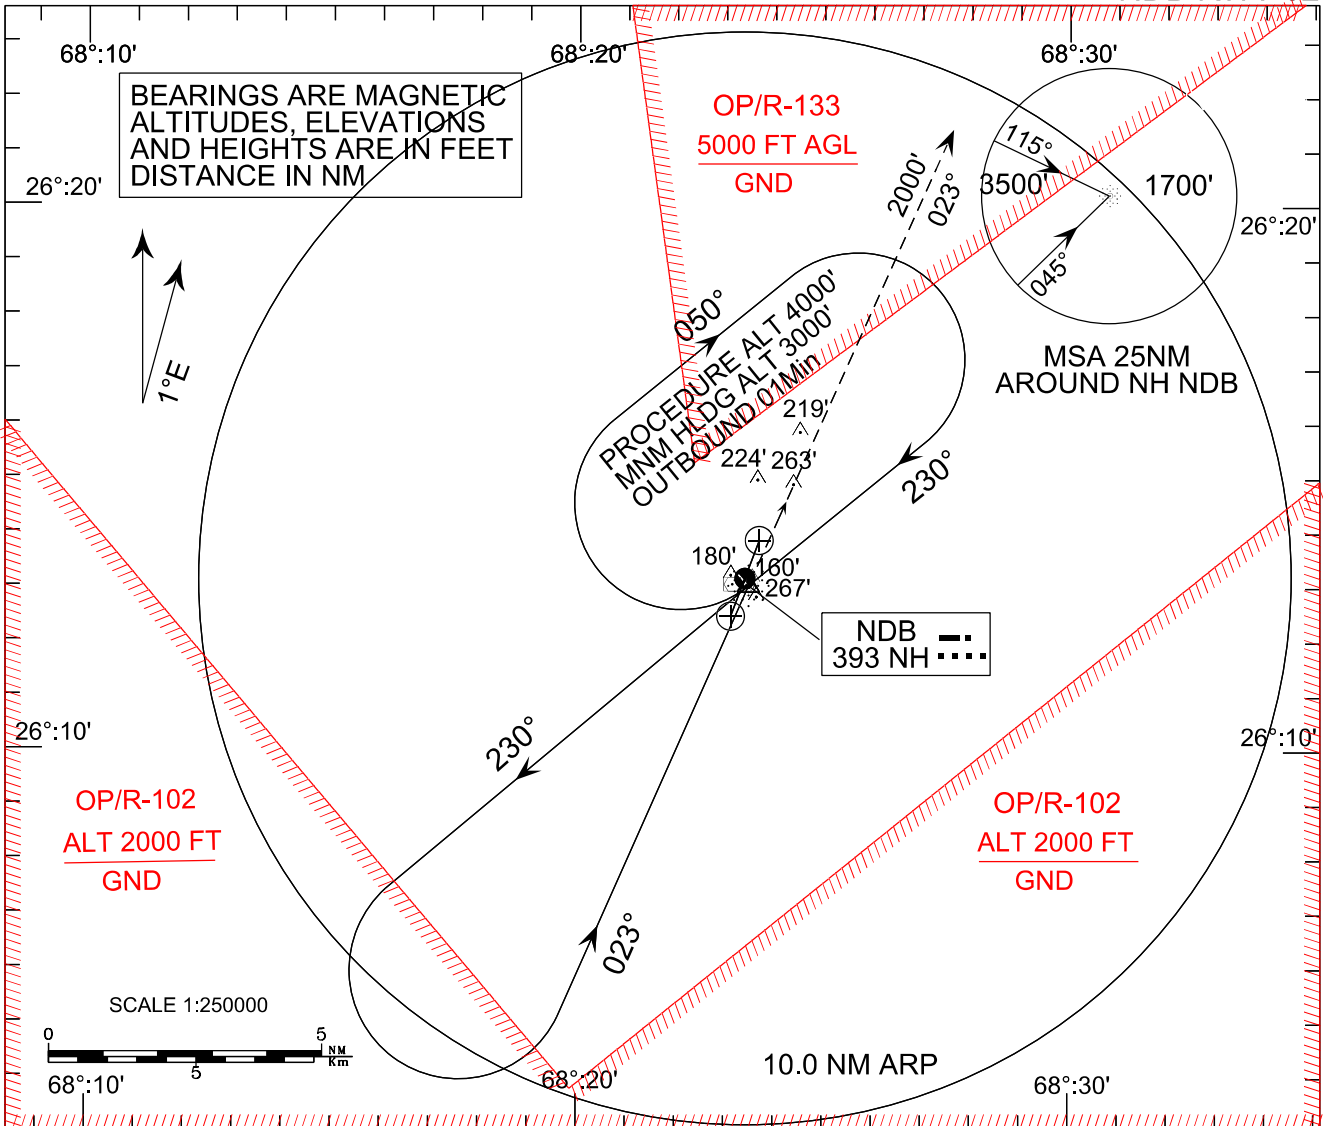 68°:10'
68°:20'
68°:30'
BEARINGS ARE MAGNETIC
ALTITUDES, ELEVATIONS
AND HEIGHTS ARE IN FEET
DISTANCE IN NM
OP/R-133
5000 FT AGL
GND
115°
3500'
1700'
045°
26°:20'
26°:20'
2000'
023°
1°E
050°
PROCEDURE ALT 4000'
MNM HLDG ALT 3000'
OUTBOUND 01Min
MSA 25NM
AROUND NH NDB
219'
224'
263'
230°
180'
160'
267'
NDB
393 NH
26°:10'
26°:10'
230°
OP/R-102
ALT 2000 FT
GND
OP/R-102
ALT 2000 FT
GND
023°
SCALE 1:250000
0
5
NM
Km
5
10.0 NM ARP
68°:10'
68°:20'
68°:30'